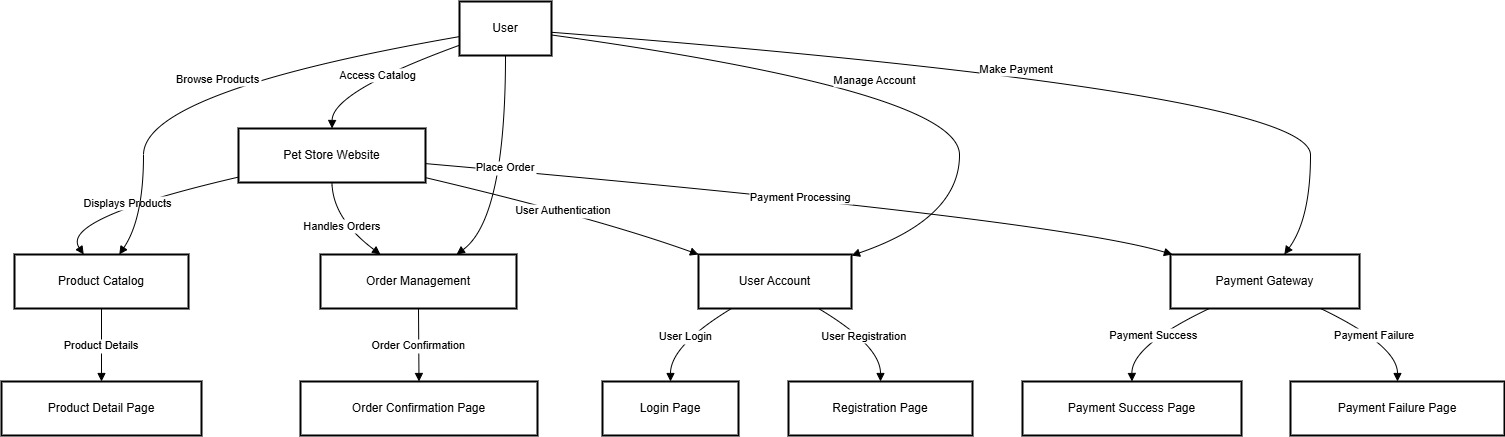 User
Browse Products
Access Catalog
Manage Account
Make Payment
Pet Store Website
Place Order
Displays Products
Handles Orders
User Authentication
Payment Processing
Product Catalog
Order Management
User Account
Payment Gateway
Product Details
Order Confirmation
User Login
User Registration
Payment Success
Payment Failure
Product Detail Page
Order Confirmation Page
Login Page
Registration Page
Payment Success Page
Payment Failure Page